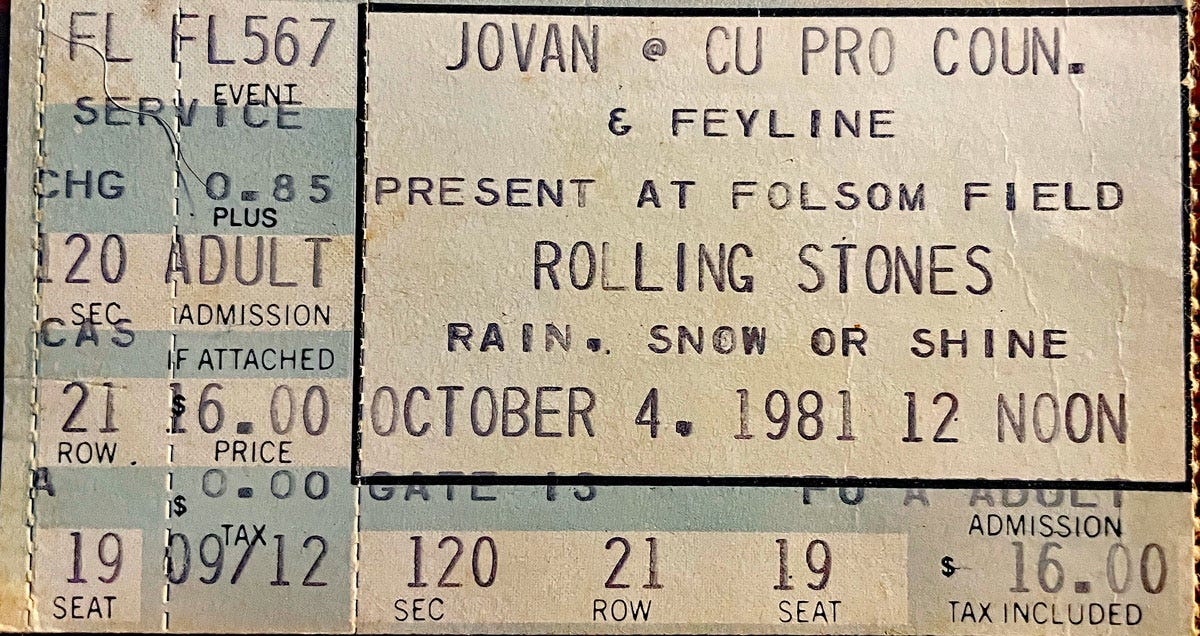 FL FL567
EVENT
SERVICE
CHG 0.85
PLUS
120 ADULT
SEC ADMISSION
CAS
IF ATTACHED
21 $16.00
ROW PRICE
A $0.00
TAX
19 09/12
SEAT
JOVAN @ CU PRO COUN.
& FEYLINE
PRESENT AT FOLSOM FIELD
ROLLING STONES
RAIN. SNOW OR SHINE
OCTOBER 4. 1981 12 NOON
GATE 13 A ADULT
ADMISSION
120 21 19 $ 16.00
SEC ROW SEAT TAX INCLUDED